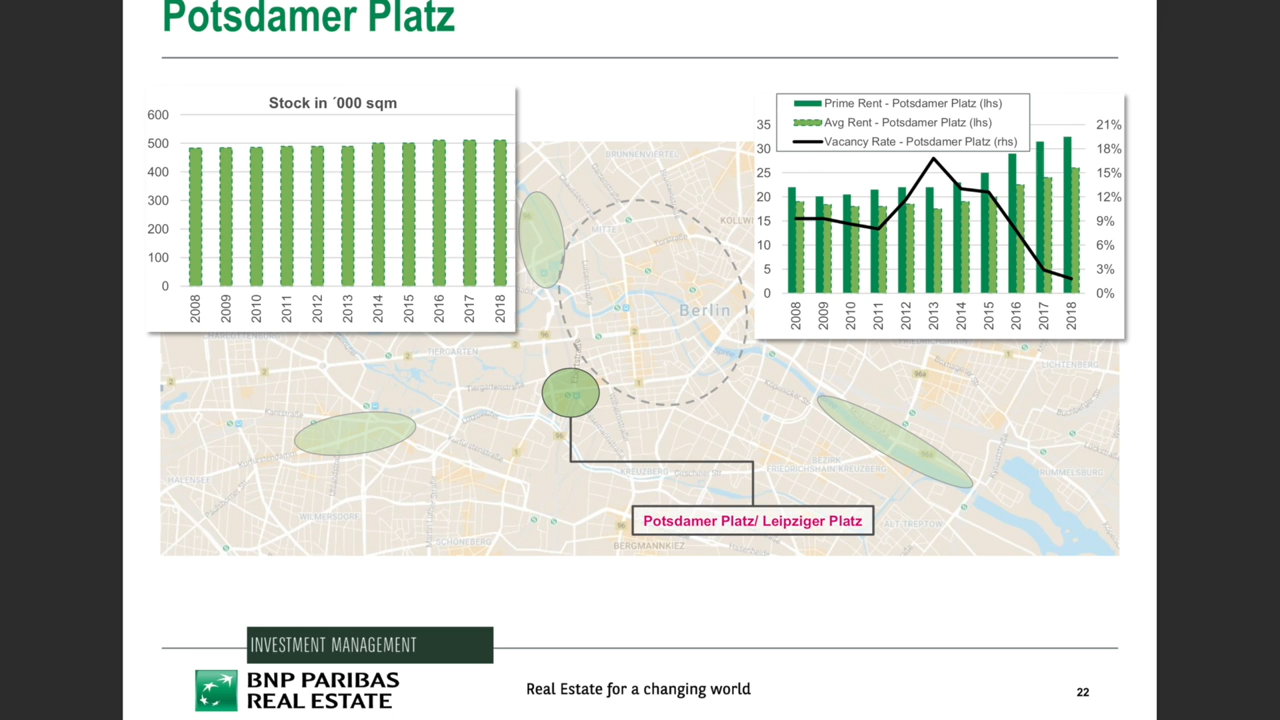 Potsdamer Platz
Stock in ´000 sqm
600
500
400
300
200
100
0
2008 2009 2010 2011 2012 2013 2014 2015 2016 2017 2018
Prime Rent - Potsdamer Platz (lhs)
Avg Rent - Potsdamer Platz (lhs)
Vacancy Rate - Potsdamer Platz (rhs)
35 21%
30 18%
25 15%
20 12%
15 9%
10 6%
5 3%
0 0%
2008 2009 2010 2011 2012 2013 2014 2015 2016 2017 2018
BRUNNENVIERTEL
MITTE
Torstraße
Berlin
TIERGARTEN
Tiergartenstraße
LICHTENBERG
Kantstraße
HALENSEE
WILMERSDORF
SCHÖNEBERG
KREUZBERG
BEZIRK
FRIEDRICHSHAIN-KREUZBERG
RUMMELSBURG
ALT-TREPTOW
BERGMANNKIEZ
Potsdamer Platz/ Leipziger Platz
INVESTMENT MANAGEMENT
BNP PARIBAS
REAL ESTATE
Real Estate for a changing world
22